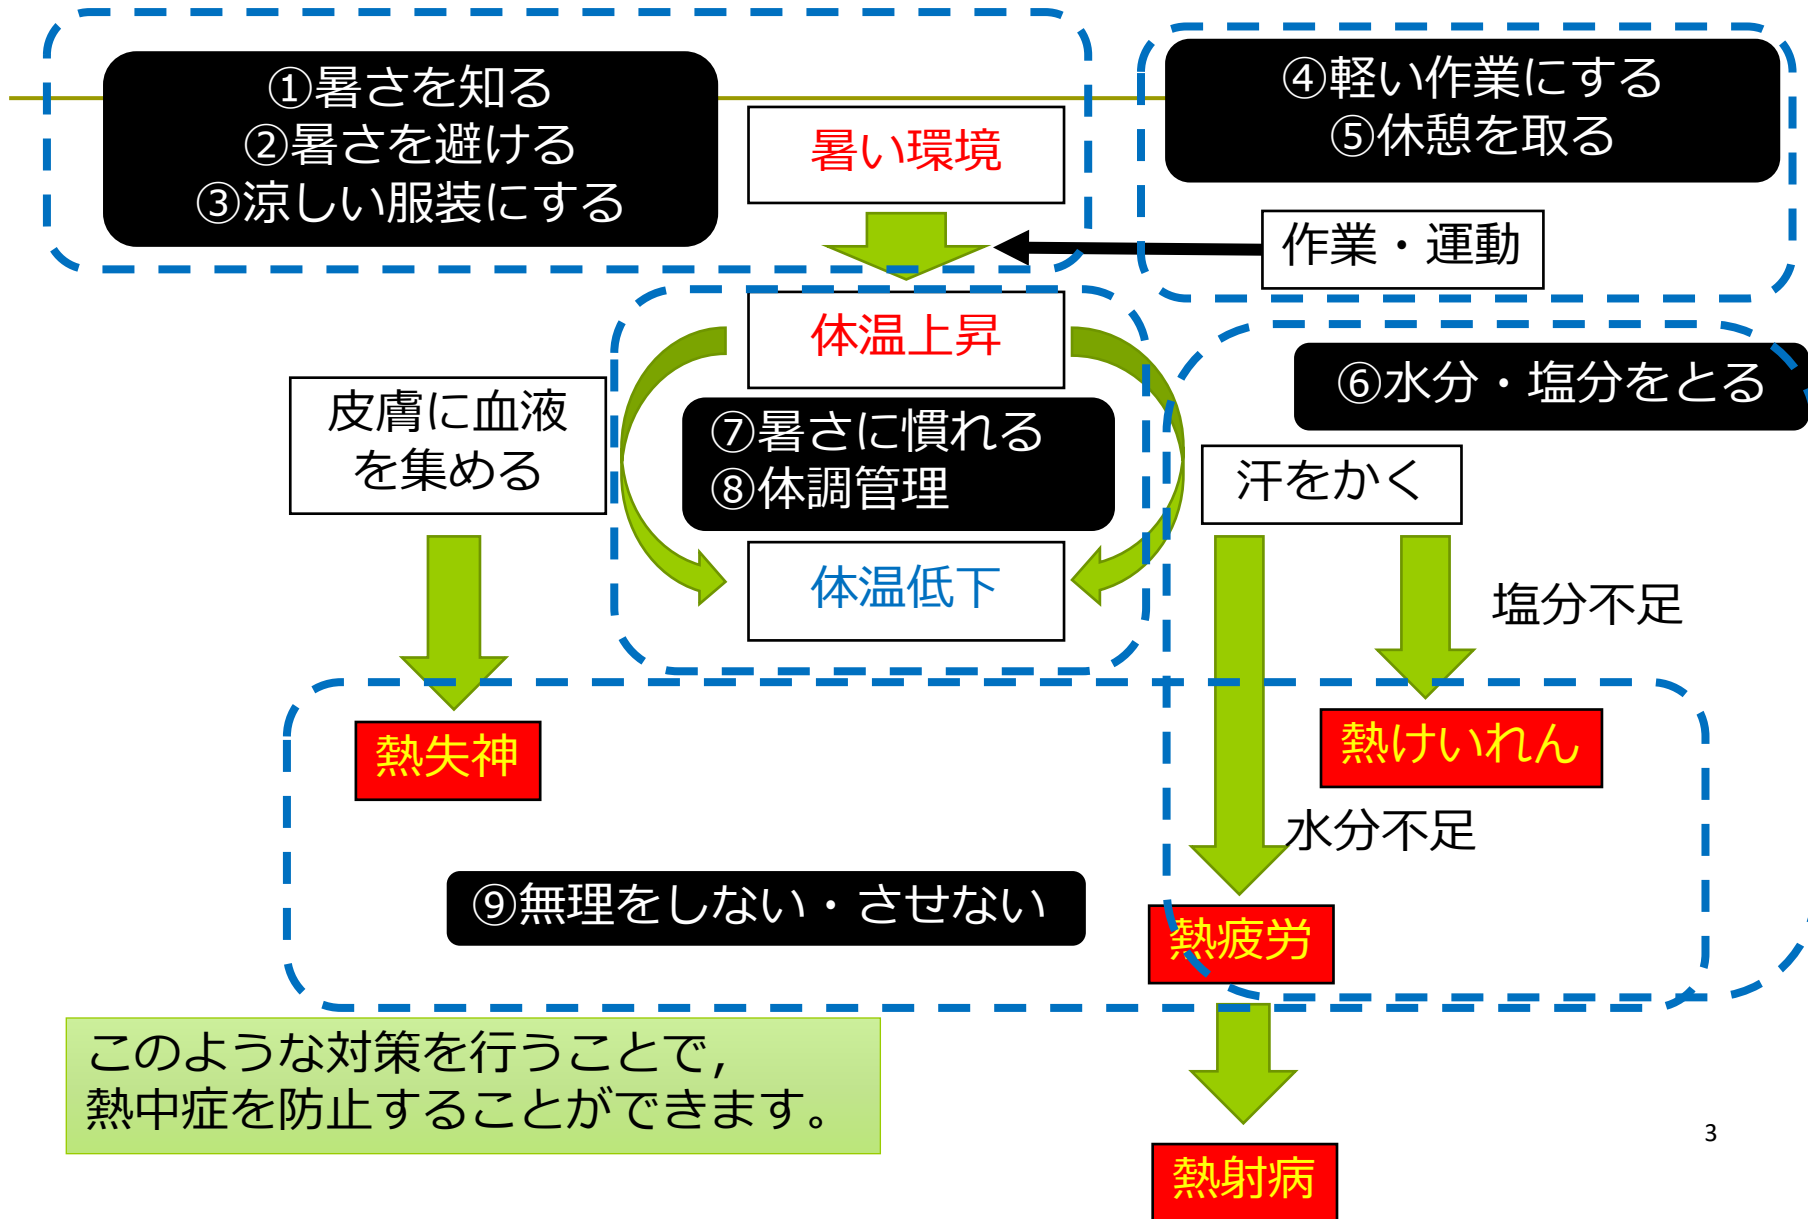 ①暑さを知る
②暑さを避ける
③涼しい服装にする
暑い環境
④軽い作業にする
⑤休憩を取る
作業・運動
体温上昇
⑥水分・塩分をとる
皮膚に血液
を集める
⑦暑さに慣れる
⑧体調管理
汗をかく
体温低下
塩分不足
熱失神
熱けいれん
水分不足
⑨無理をしない・させない
熱疲労
このような対策を行うことで,
熱中症を防止することができます。
3
熱射病